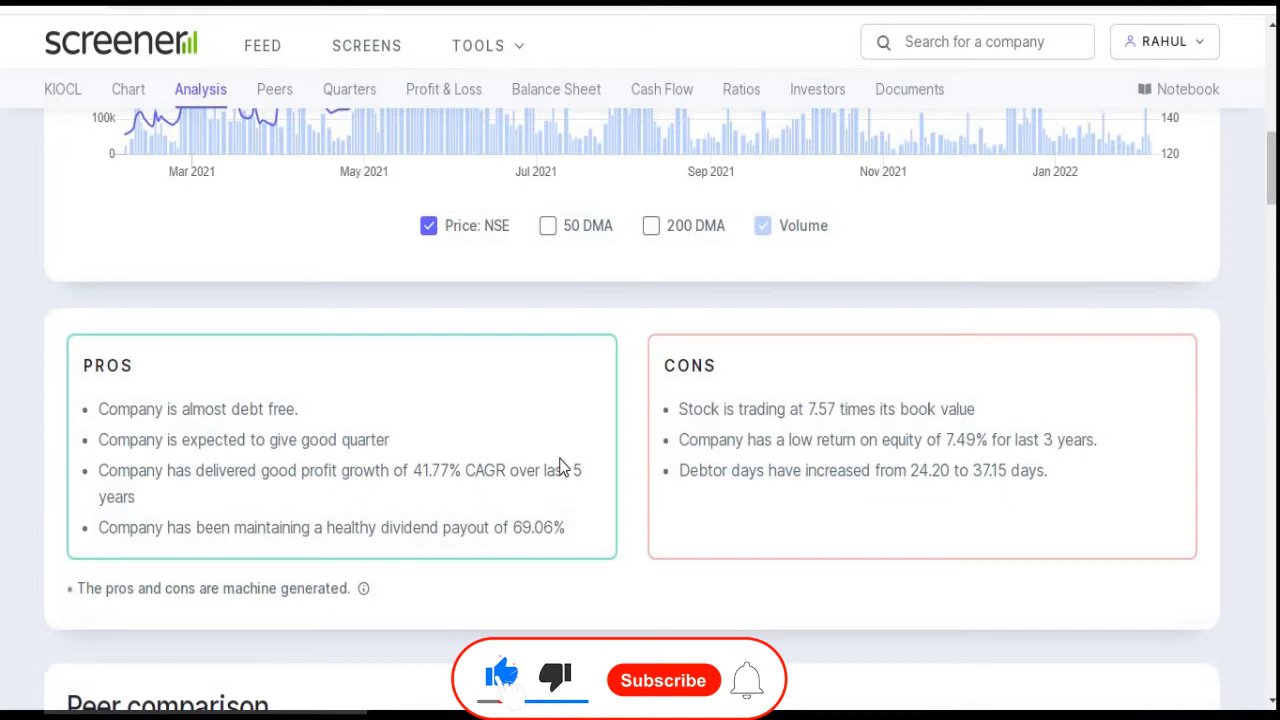 screener FEED SCREENS TOOLS Search for a company RAHUL
KIOCL Chart Analysis Peers Quarters Profit & Loss Balance Sheet Cash Flow Ratios Investors Documents Notebook
100k 140
0 120
Mar 2021 May 2021 Jul 2021 Sep 2021 Nov 2021 Jan 2022
Price: NSE 50 DMA 200 DMA Volume
PROS
Company is almost debt free.
Company is expected to give good quarter
Company has delivered good profit growth of 41.77% CAGR over last 5
years
Company has been maintaining a healthy dividend payout of 69.06%
CONS
Stock is trading at 7.57 times its book value
Company has a low return on equity of 7.49% for last 3 years.
Debtor days have increased from 24.20 to 37.15 days.
* The pros and cons are machine generated.
Subscribe
Peer comparison